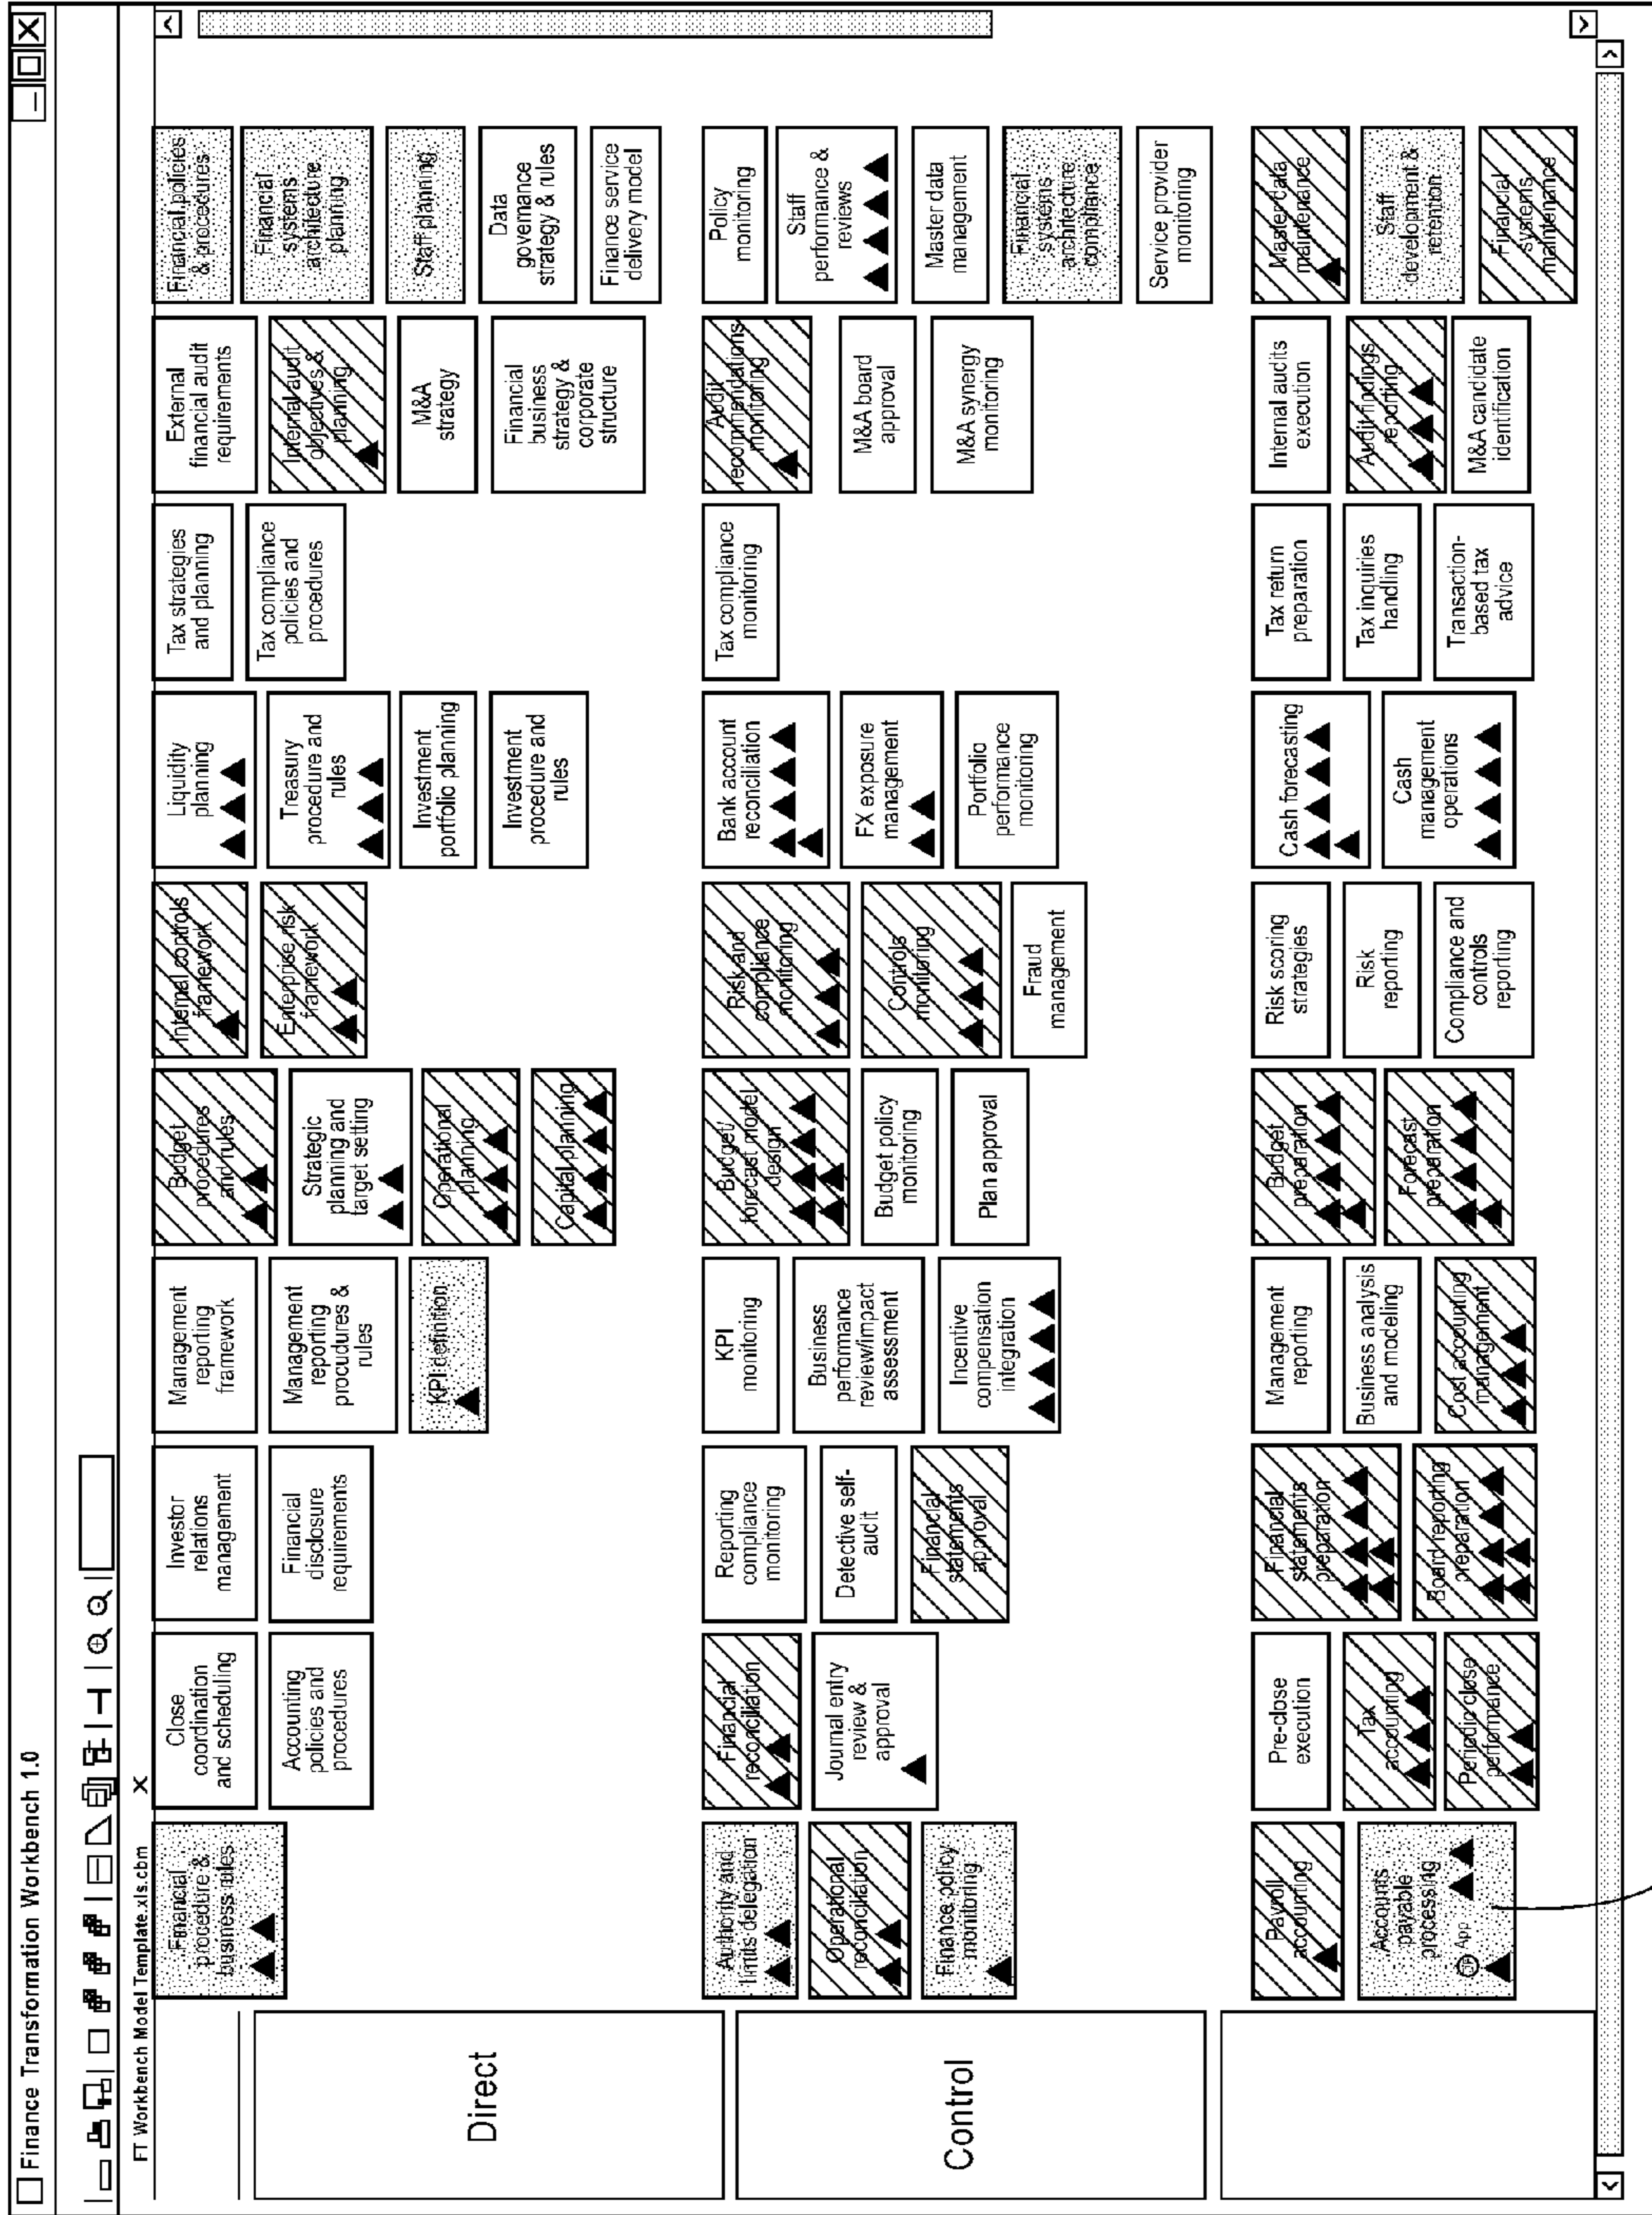 Finance Transformation Workbench 1.0
FT Workbench Model Template.xls.cbm
X
Direct
Financial
procedure &
business rules
Close
coordination
and scheduling
Accounting
policies and
procedures
Investor
relations
management
Financial
disclosure
requirements
Management
reporting
framework
Management
reporting
procudures &
rules
KPI definition
Budget
procedures
and rules
Strategic
planning and
target setting
Operational
planning
Capital planning
Internal controls
framework
Enterprise risk
framework
Liquidity
planning
Treasury
procedure and
rules
Investment
portfolio planning
Investment
procedure and
rules
Tax strategies
and planning
Tax compliance
policies and
procedures
External
financial audit
requirements
Internal audit
objectives &
planning
M&A
strategy
Financial
business
strategy &
corporate
structure
Financial policies
& procedures
Financial
systems
architecture
planning
Staff planning
Data
governance
strategy & rules
Finance service
delivery model
Control
Authority and
limits delegation
Operational
reconciliation
Finance policy
monitoring
Financial
reconciliation
Journal entry
review &
approval
Reporting
compliance
monitoring
Detective self-
audit
Financial
statements
approval
KPI
monitoring
Business
performance
review/impact
assessment
Incentive
compensation
integration
Budget/
forecast model
design
Budget policy
monitoring
Plan approval
Risk and
compliance
monitoring
Controls
monitoring
Fraud
management
Bank account
reconciliation
FX exposure
management
Portfolio
performance
monitoring
Tax compliance
monitoring
Audit
recommendations
monitoring
M&A board
approval
M&A synergy
monitoring
Policy
monitoring
Staff
performance &
reviews
Master data
management
Financial
systems
architecture
compliance
Service provider
monitoring
Payroll
accounting
Accounts
payable
processing
App
Pre-close
execution
Tax
accounting
Periodic close
performance
Financial
statements
preparation
Board reporting
preparation
Management
reporting
Business analysis
and modeling
Cost accounting
management
Budget
preparation
Forecast
preparation
Risk scoring
strategies
Risk
reporting
Compliance and
controls
reporting
Cash forecasting
Cash
management
operations
Tax return
preparation
Tax inquiries
handling
Transaction-
based tax
advice
Internal audits
execution
Audit findings
reporting
M&A candidate
identification
Master data
maintenance
Staff
development &
retention
Financial
systems
maintenance